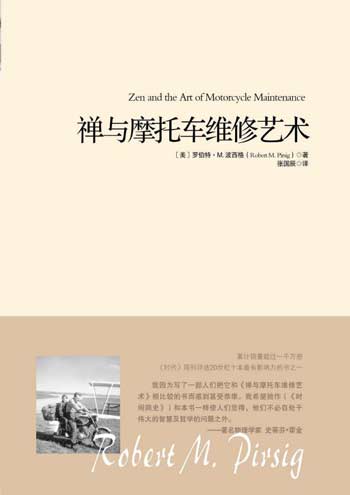 Zen and the Art of Motorcycle Maintenance
禅与摩托车维修艺术
［美］罗伯特·M.波西格（Robert M. Pirsig）◎著
张国辰◎译
累计销量超过一千万册
《时代》周刊评选20世纪十本最有影响力的书之一
我因为写了一部人们把它和《禅与摩托车维修艺
术》相比较的书而感到甚受恭维。我希望拙作（《时
间简史》）和本书一样使人们觉得，他们不必自处于
伟大的智慧及哲学的问题之外。
——著名物理学家 史蒂芬·霍金
Robert M. Pirsig